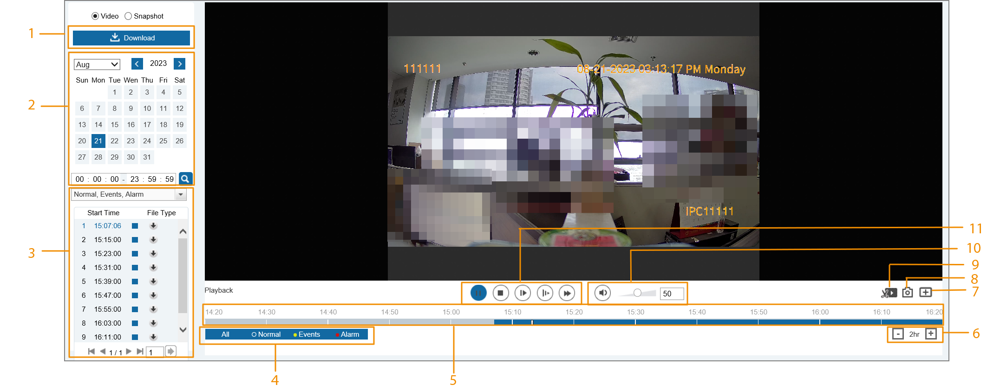 Video Snapshot
1
Download
Aug 2023
Sun Mon Tue Wen Thu Fri Sat
1 2 3 4 5
2
6 7 8 9 10 11 12
13 14 15 16 17 18 19
20 21 22 23 24 25 26
27 28 29 30 31
00 : 00 : 00 - 23 : 59 : 59
Normal, Events, Alarm
Start Time File Type
1 15:07:06
2 15:15:00
3 15:23:00
3
4 15:31:00
5 15:39:00
6 15:47:00
7 15:55:00
8 16:03:00
9 16:11:00
1 / 1 1
111111
08-21-2023 03:13:17 PM Monday
IPC11111
11
10
9
8
7
Playback
50
14:20 14:30 14:40 14:50 15:00 15:10 15:20 15:30 15:40 15:50 16:00 16:10 16:20
All Normal Events Alarm
- 2hr +
6
4
5